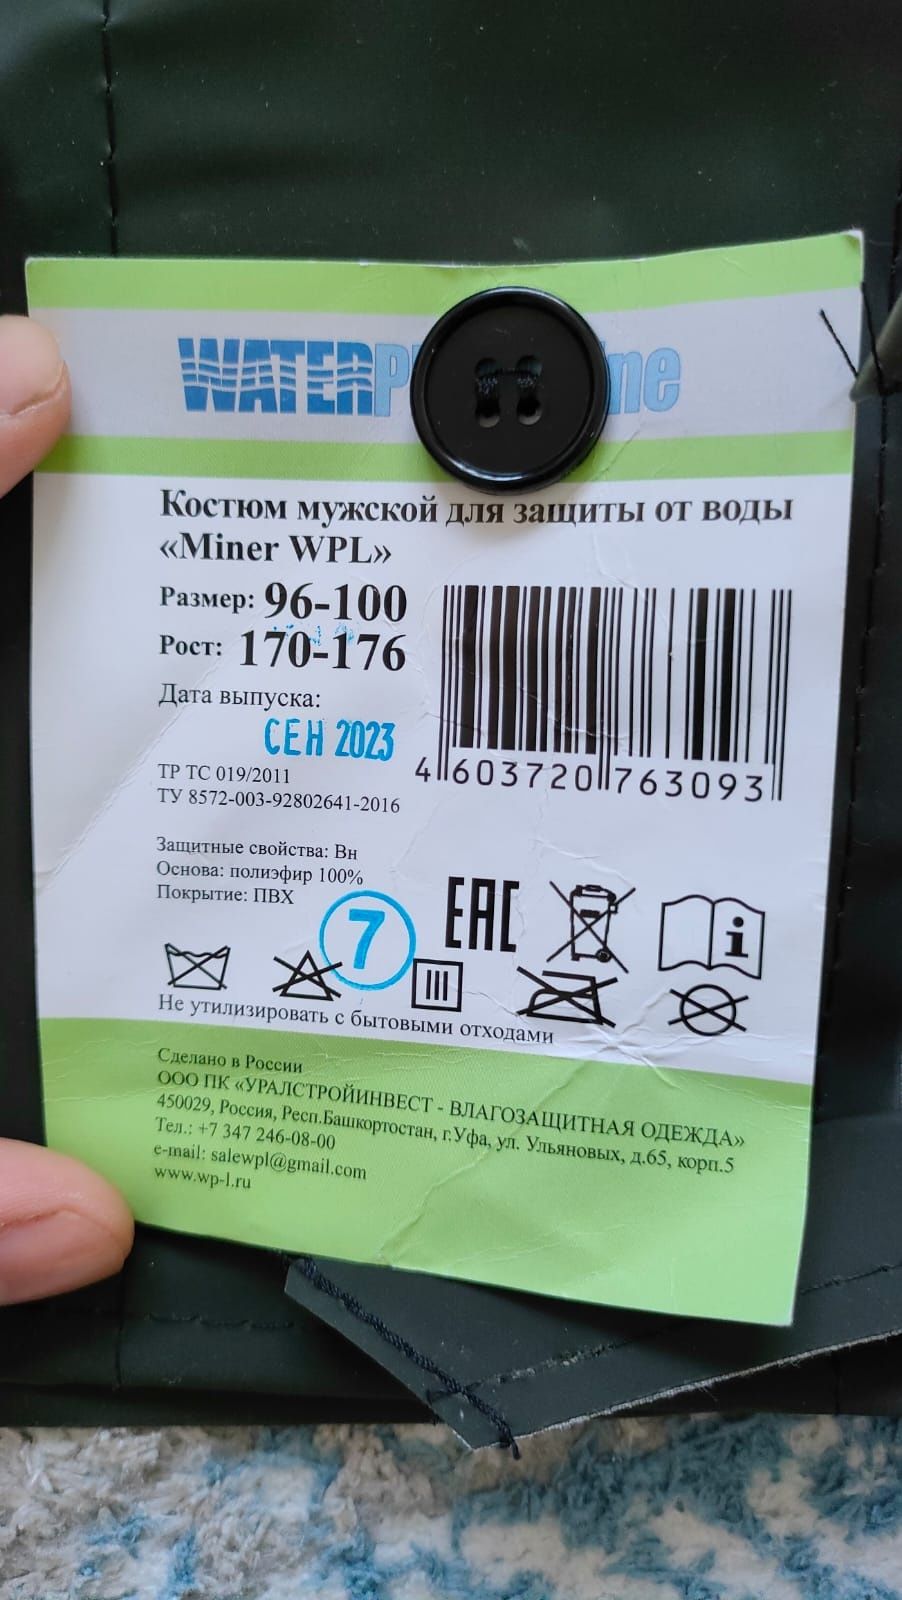 WATER
Костюм мужской для защиты от воды
«Miner WPL»
Размер: 96-100
Рост: 170-176
Дата выпуска:
СЕН 2023
4 603720 763093
ТР ТС 019/2011
ТУ 8572-003-92802641-2016
Защитные свойства: Вн
Основа: полиэфир 100%
Покрытие: ПВХ
7
EAC
Не утилизировать с бытовыми отходами
Сделано в России
ООО ПК «УРАЛСТРОЙИНВЕСТ - ВЛАГОЗАЩИТНАЯ ОДЕЖДА»
450029, Россия, Респ.Башкортостан, г.Уфа, ул. Ульяновых, д.65, корп.5
Тел.: +7 347 246-08-00
e-mail: salewpl@gmail.com
www.wp-l.ru